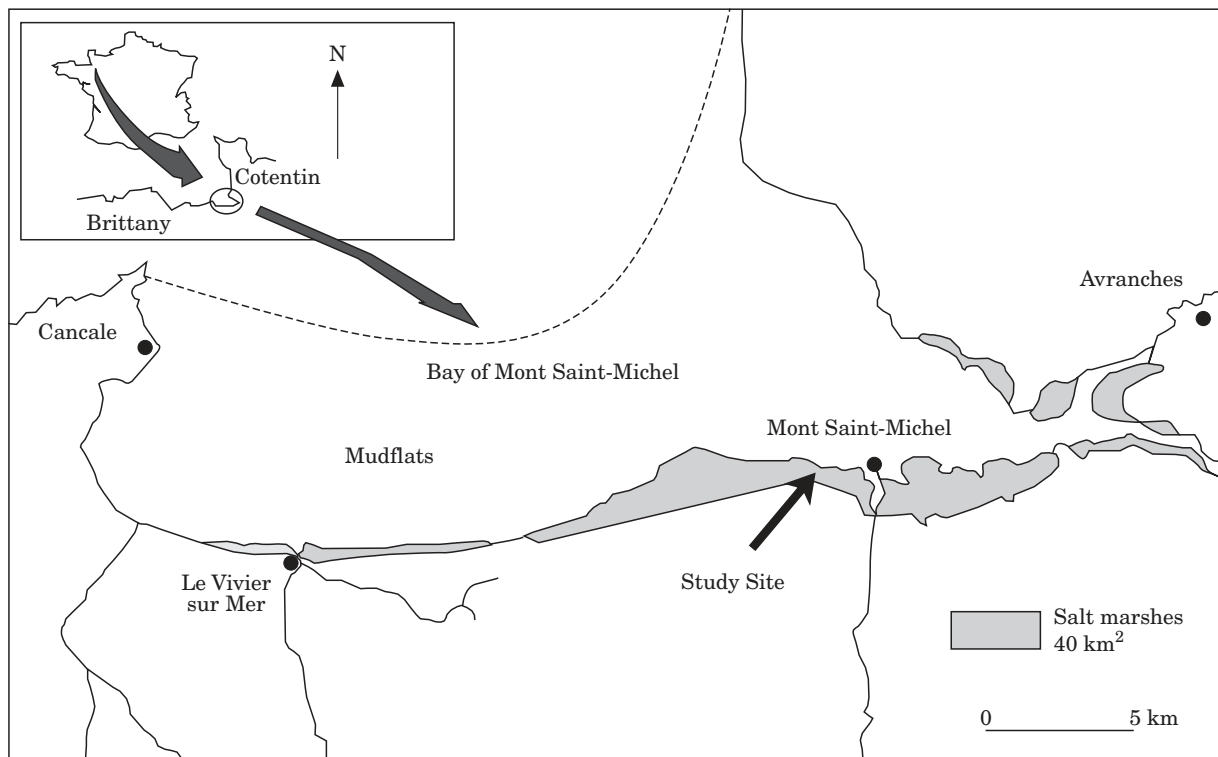 N
Cotentin
Brittany
Avranches
Cancale
Bay of Mont Saint-Michel
Mont Saint-Michel
Mudflats
Study Site
Le Vivier
sur Mer
Salt marshes
40 km²
0 5 km